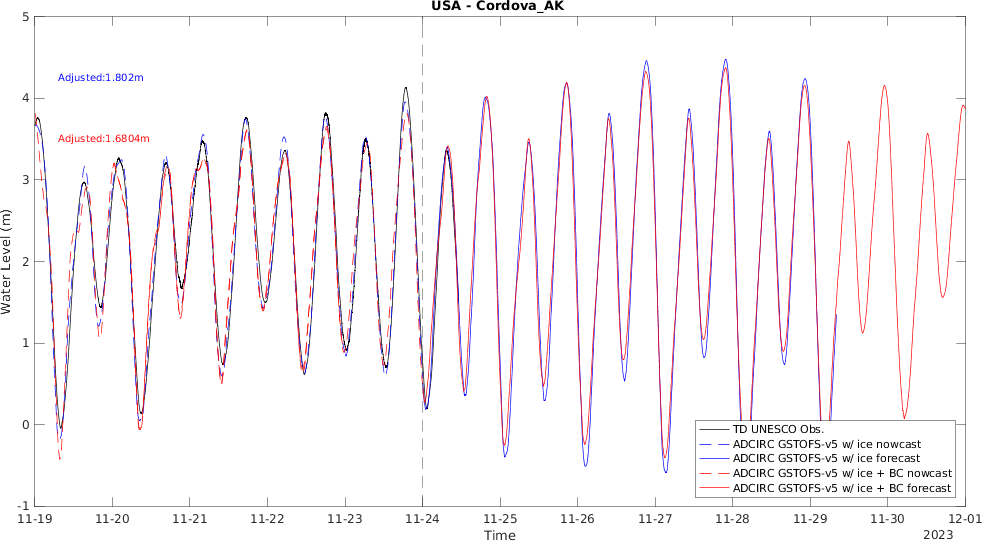 USA - Cordova_AK
5
Adjusted:1.802m
4
Adjusted:1.6804m
3
2
1
0
-1
Water Level (m)
TD UNESCO Obs.
ADCIRC GSTOFS-v5 w/ ice nowcast
ADCIRC GSTOFS-v5 w/ ice forecast
ADCIRC GSTOFS-v5 w/ ice + BC nowcast
ADCIRC GSTOFS-v5 w/ ice + BC forecast
11-19 11-20 11-21 11-22 11-23 11-24 11-25 11-26 11-27 11-28 11-29 11-30 12-01
Time
2023